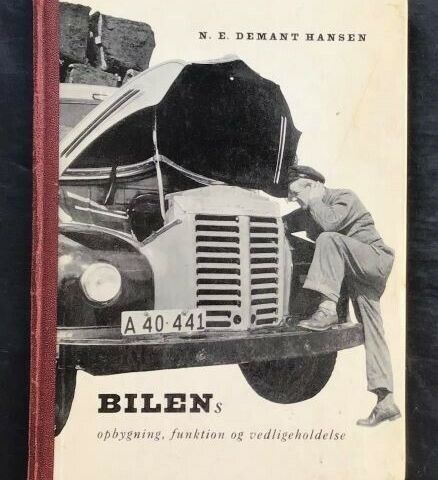 N. E. DEMANT HANSEN
A 40·441
BILENs
opbygning, funktion og vedligeholdelse